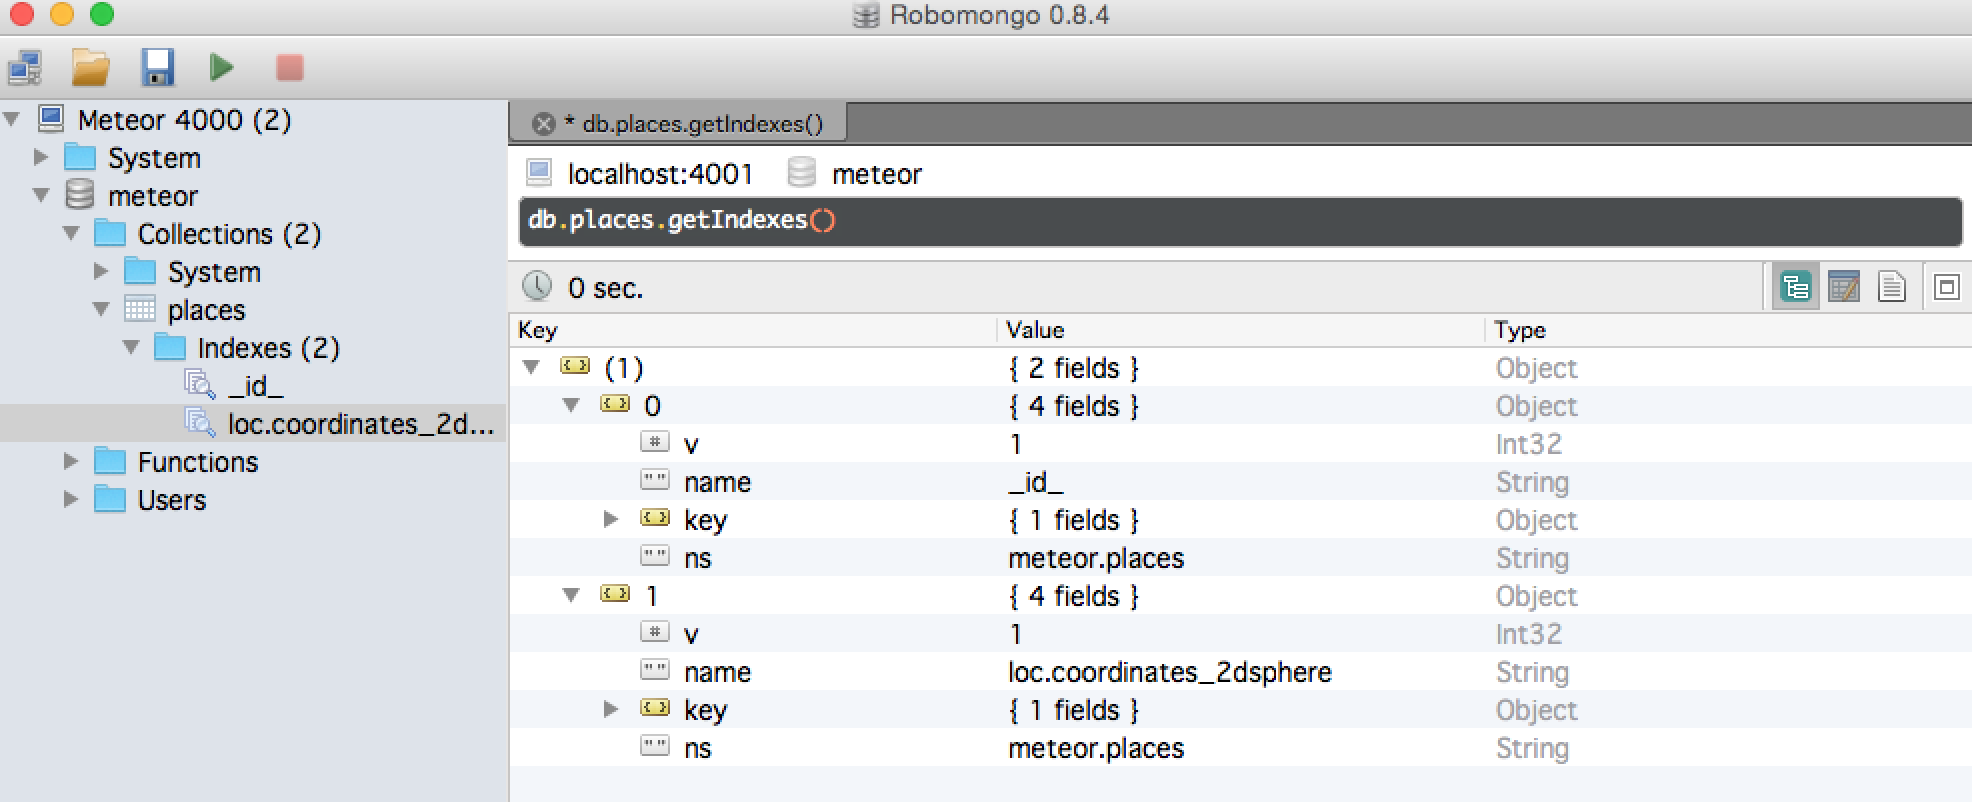 Robomongo 0.8.4
Meteor 4000 (2)
System
meteor
Collections (2)
System
places
Indexes (2)
_id_
loc.coordinates_2d...
Functions
Users
* db.places.getIndexes()
localhost:4001 meteor
db.places.getIndexes()
0 sec.
Key Value Type
(1) { 2 fields } Object
0 { 4 fields } Object
# v 1 Int32
"" name _id_ String
key { 1 fields } Object
"" ns meteor.places String
1 { 4 fields } Object
# v 1 Int32
"" name loc.coordinates_2dsphere String
key { 1 fields } Object
"" ns meteor.places String